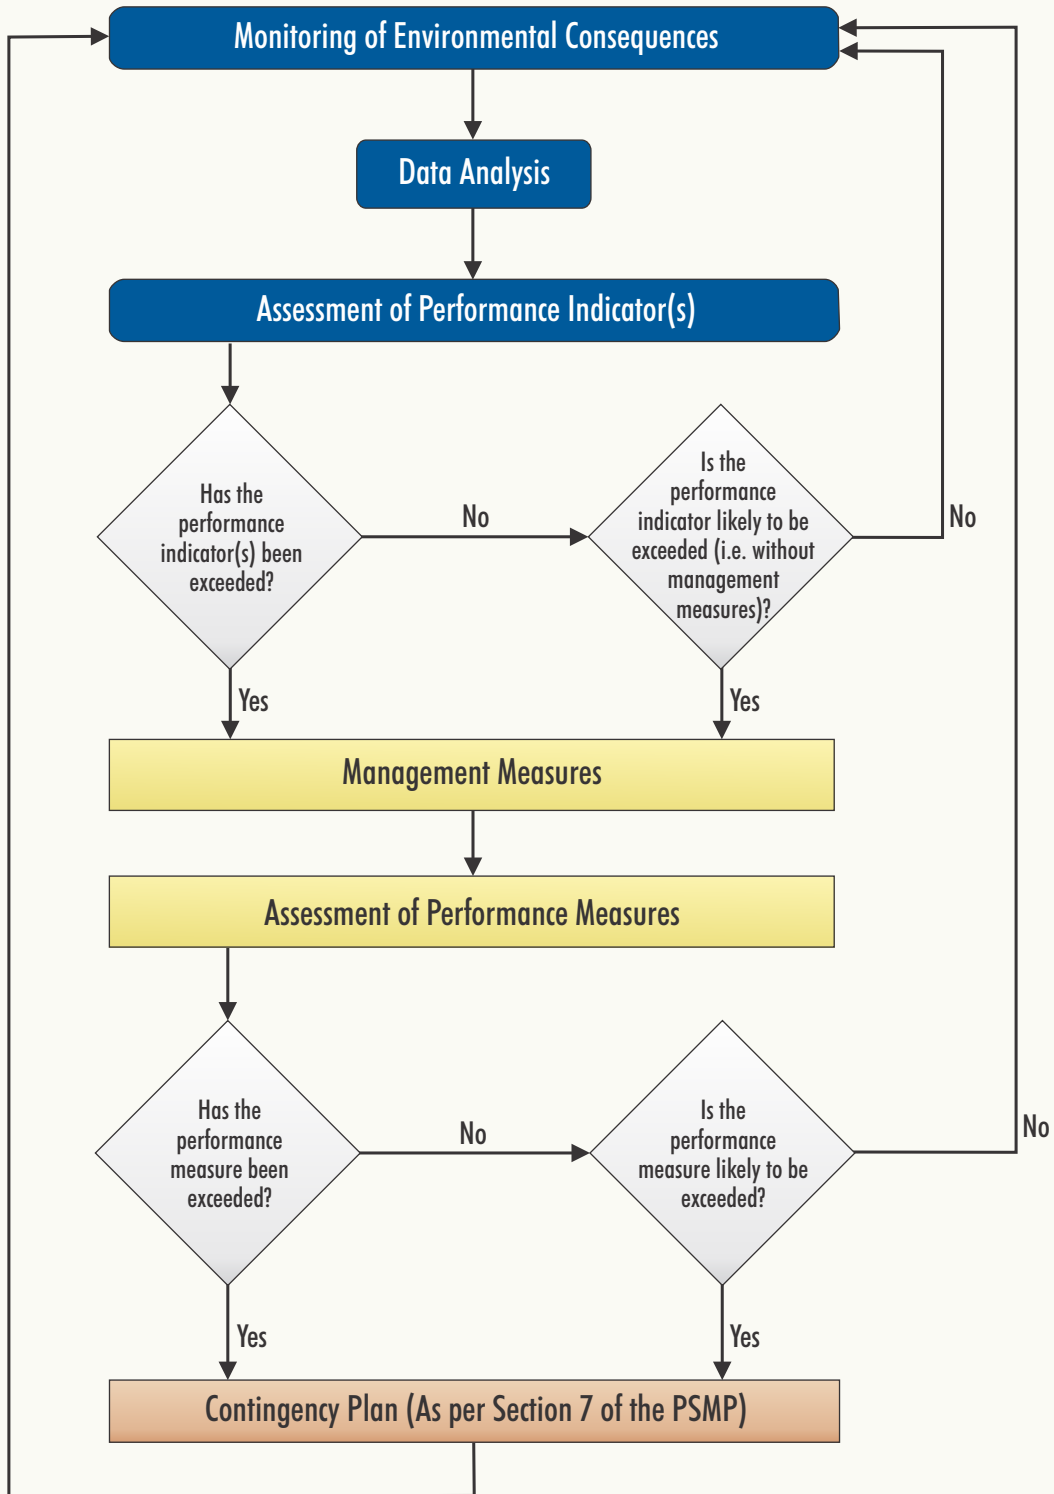 Monitoring of Environmental Consequences
Data Analysis
Assessment of Performance Indicator(s)
Has the
performance
indicator(s) been
exceeded?
No
Is the
performance
indicator likely to be
exceeded (i.e. without
management
measures)?
No
Yes
Yes
Management Measures
Assessment of Performance Measures
Has the
performance
measure been
exceeded?
No
Is the
performance
measure likely to be
exceeded?
No
Yes
Yes
Contingency Plan (As per Section 7 of the PSMP)